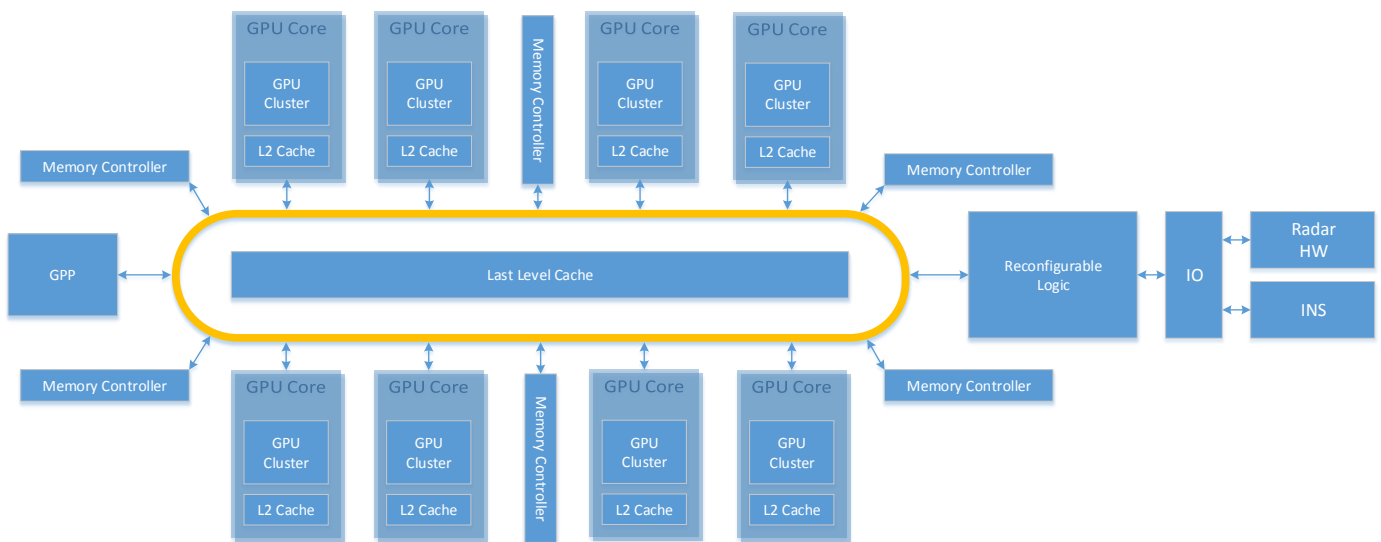 GPU Core
GPU
Cluster
L2 Cache
GPU Core
GPU
Cluster
L2 Cache
Memory Controller
GPU Core
GPU
Cluster
L2 Cache
GPU Core
GPU
Cluster
L2 Cache
Memory Controller
Memory Controller
GPP
Last Level Cache
Reconfigurable
Logic
IO
Radar
HW
INS
Memory Controller
Memory Controller
GPU Core
GPU
Cluster
L2 Cache
GPU Core
GPU
Cluster
L2 Cache
Memory Controller
GPU Core
GPU
Cluster
L2 Cache
GPU Core
GPU
Cluster
L2 Cache